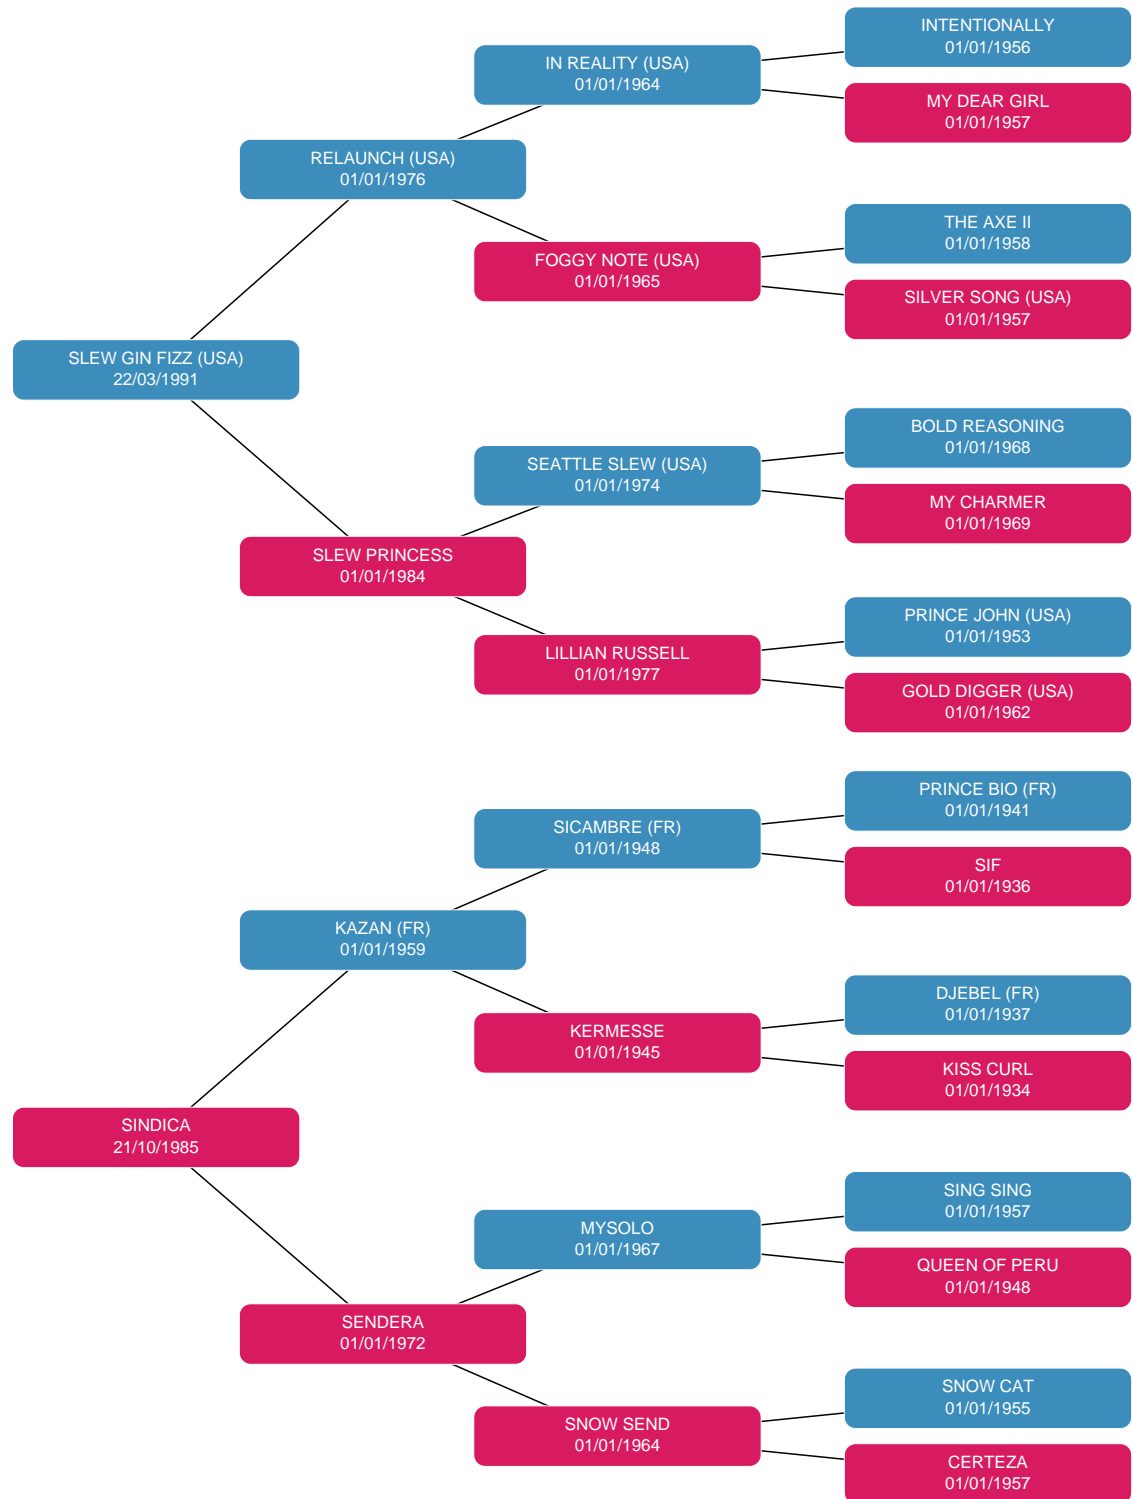 INTENTIONALLY
01/01/1956
IN REALITY (USA)
01/01/1964
MY DEAR GIRL
01/01/1957
RELAUNCH (USA)
01/01/1976
THE AXE II
01/01/1958
FOGGY NOTE (USA)
01/01/1965
SILVER SONG (USA)
01/01/1957
SLEW GIN FIZZ (USA)
22/03/1991
BOLD REASONING
01/01/1968
SEATTLE SLEW (USA)
01/01/1974
MY CHARMER
01/01/1969
SLEW PRINCESS
01/01/1984
PRINCE JOHN (USA)
01/01/1953
LILLIAN RUSSELL
01/01/1977
GOLD DIGGER (USA)
01/01/1962
PRINCE BIO (FR)
01/01/1941
SICAMBRE (FR)
01/01/1948
SIF
01/01/1936
KAZAN (FR)
01/01/1959
DJEBEL (FR)
01/01/1937
KERMESSE
01/01/1945
KISS CURL
01/01/1934
SINDICA
21/10/1985
SING SING
01/01/1957
MYSOLO
01/01/1967
QUEEN OF PERU
01/01/1948
SENDERA
01/01/1972
SNOW CAT
01/01/1955
SNOW SEND
01/01/1964
CERTEZA
01/01/1957